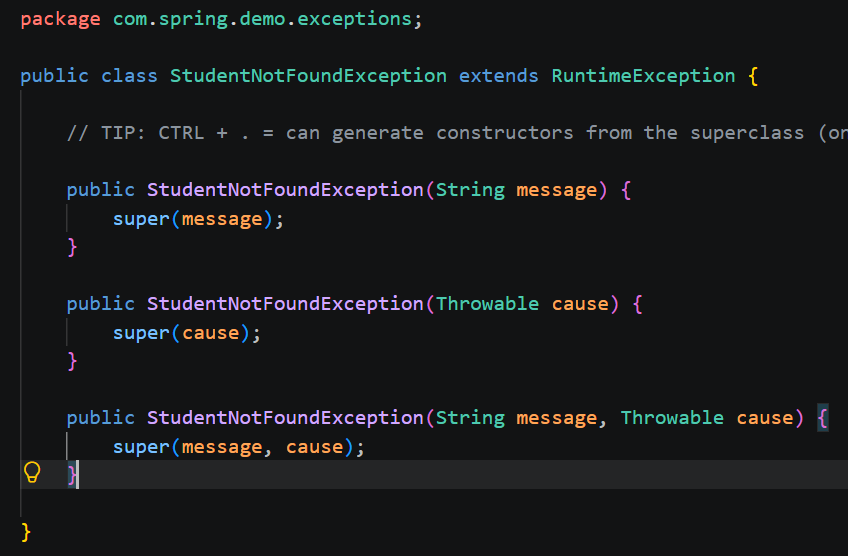 package com.spring.demo.exceptions;
public class StudentNotFoundException extends RuntimeException {
// TIP: CTRL + . = can generate constructors from the superclass (or
public StudentNotFoundException(String message) {
super(message);
}
public StudentNotFoundException(Throwable cause) {
super(cause);
}
public StudentNotFoundException(String message, Throwable cause) {
super(message, cause);
}
}